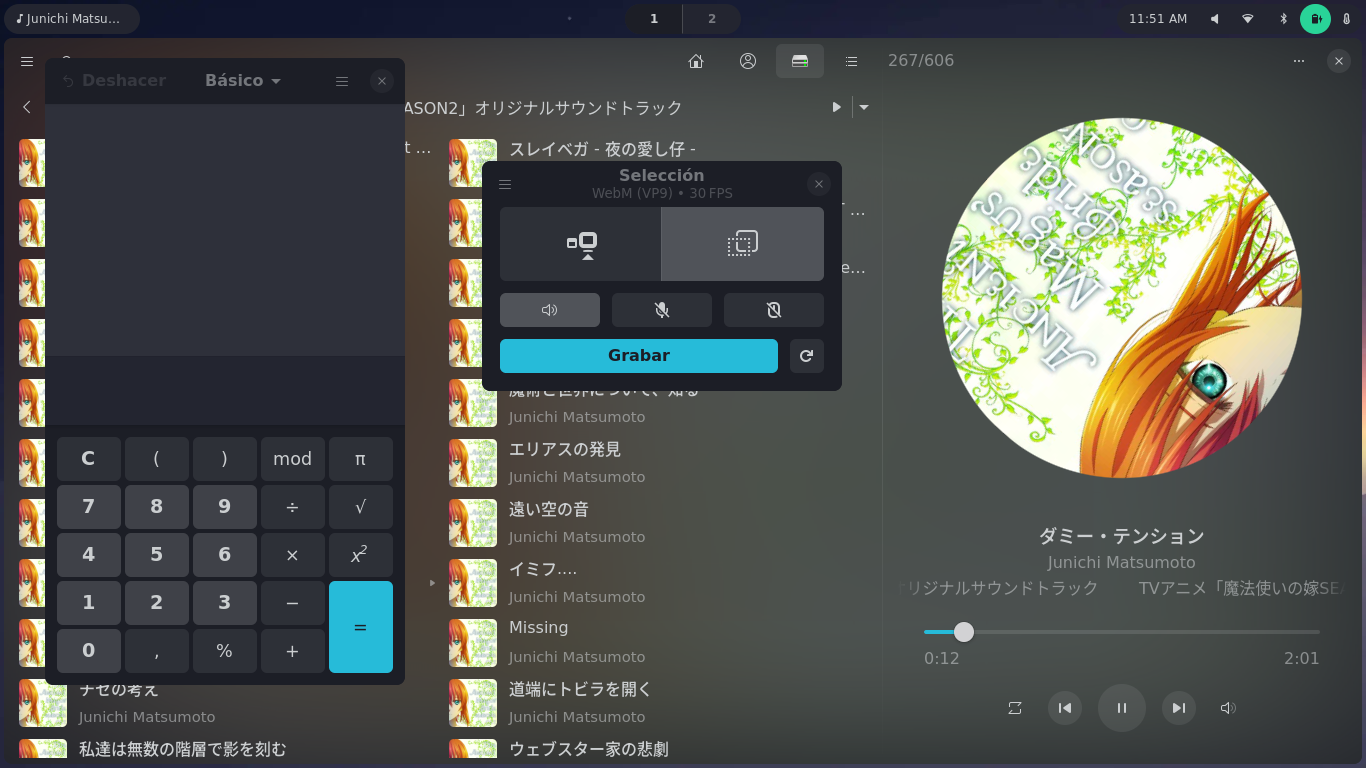 Junichi Matsu...
1
2
11:51 AM
267/606
Deshacer
Básico
ASON2」オリジナルサウンドトラック
t ...
スレイベガ - 夜の愛し仔 -
Selección
WebM (VP9) • 30 FPS
Grabar
Junichi Matsumoto
エリアスの発見
Junichi Matsumoto
遠い空の音
Junichi Matsumoto
イミフ....
Junichi Matsumoto
Missing
Junichi Matsumoto
道端にトビラを開く
Junichi Matsumoto
ウェブスター家の悲劇
C ( ) mod π
7 8 9 ÷ √
4 5 6 × x²
1 2 3 −
0 , % + =
Junichi Matsumoto
私達は無数の階層で影を刻む
ダミー・テンション
Junichi Matsumoto
リジナルサウンドトラック TVアニメ「魔法使いの嫁SE
0:12
2:01